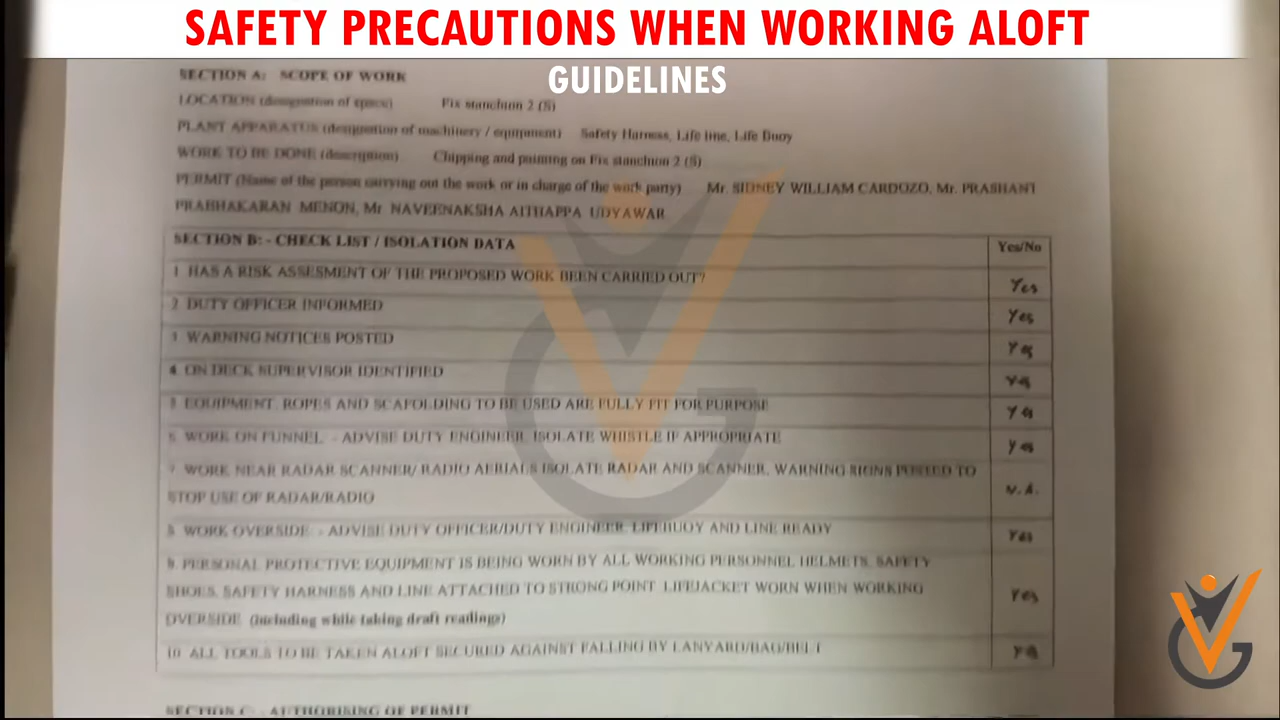 SAFETY PRECAUTIONS WHEN WORKING ALOFT
GUIDELINES
SECTION A: SCOPE OF WORK
LOCATION (designation of space) Fix stanchion 2 (S)
PLANT APPARATUS (designation of machinery / equipment) Safety Harness, Life line, Life Buoy
WORK TO BE DONE (description) Chipping and painting on Fix stanchion 2 (S)
PERMIT (Name of the person carrying out the work or in charge of the work party) Mr. SIDNEY WILLIAM CARDOZO, Mr. PRASHANT
PRABHAKARAN MENON, Mr NAVEENAKSHA AITHAPPA UDYAWAR
SECTION B: - CHECK LIST / ISOLATION DATA Yes/No
1 HAS A RISK ASSESMENT OF THE PROPOSED WORK BEEN CARRIED OUT? Yes
2 DUTY OFFICER INFORMED Yes
3 WARNING NOTICES POSTED Yes
4 ON DECK SUPERVISOR IDENTIFIED Yes
5 EQUIPMENT, ROPES AND SCAFOLDING TO BE USED ARE FULLY FIT FOR PURPOSE Yes
6 WORK ON FUNNEL - ADVISE DUTY ENGINEER, ISOLATE WHISTLE IF APPROPRIATE Yes
7 WORK NEAR RADAR SCANNER/ RADIO AERIALS ISOLATE RADAR AND SCANNER. WARNING SIGNS POSTED TO
STOP USE OF RADAR/RADIO N.A.
8 WORK OVERSIDE - ADVISE DUTY OFFICER/DUTY ENGINEER, LIFEBUOY AND LINE READY Yes
9. PERSONAL PROTECTIVE EQUIPMENT IS BEING WORN BY ALL WORKING PERSONNEL HELMETS, SAFETY
SHOES, SAFETY HARNESS AND LINE ATTACHED TO STRONG POINT LIFEJACKET WORN WHEN WORKING
OVERSIDE (including while taking draft readings) Yes
10 ALL TOOLS TO BE TAKEN ALOFT SECURED AGAINST FALLING BY LANYARD/BAG/BELT Yes
SECTION C: - AUTHORISING OF PERMIT